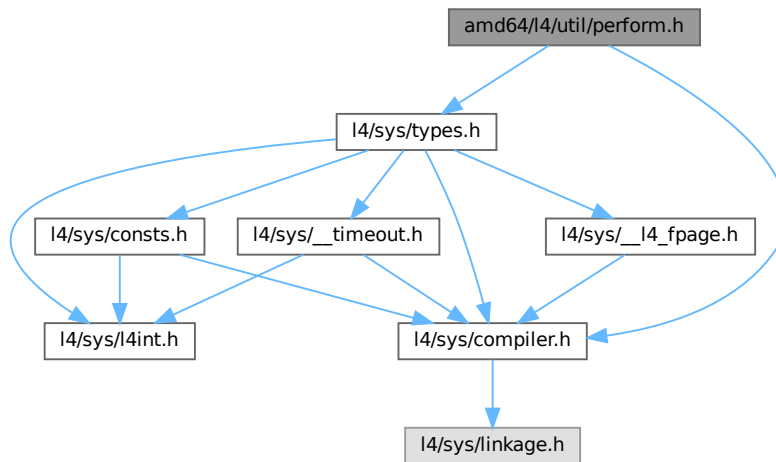 amd64/l4/util/perform.h
l4/sys/types.h
l4/sys/consts.h
l4/sys/__timeout.h
l4/sys/__l4_fpage.h
l4/sys/l4int.h
l4/sys/compiler.h
l4/sys/linkage.h